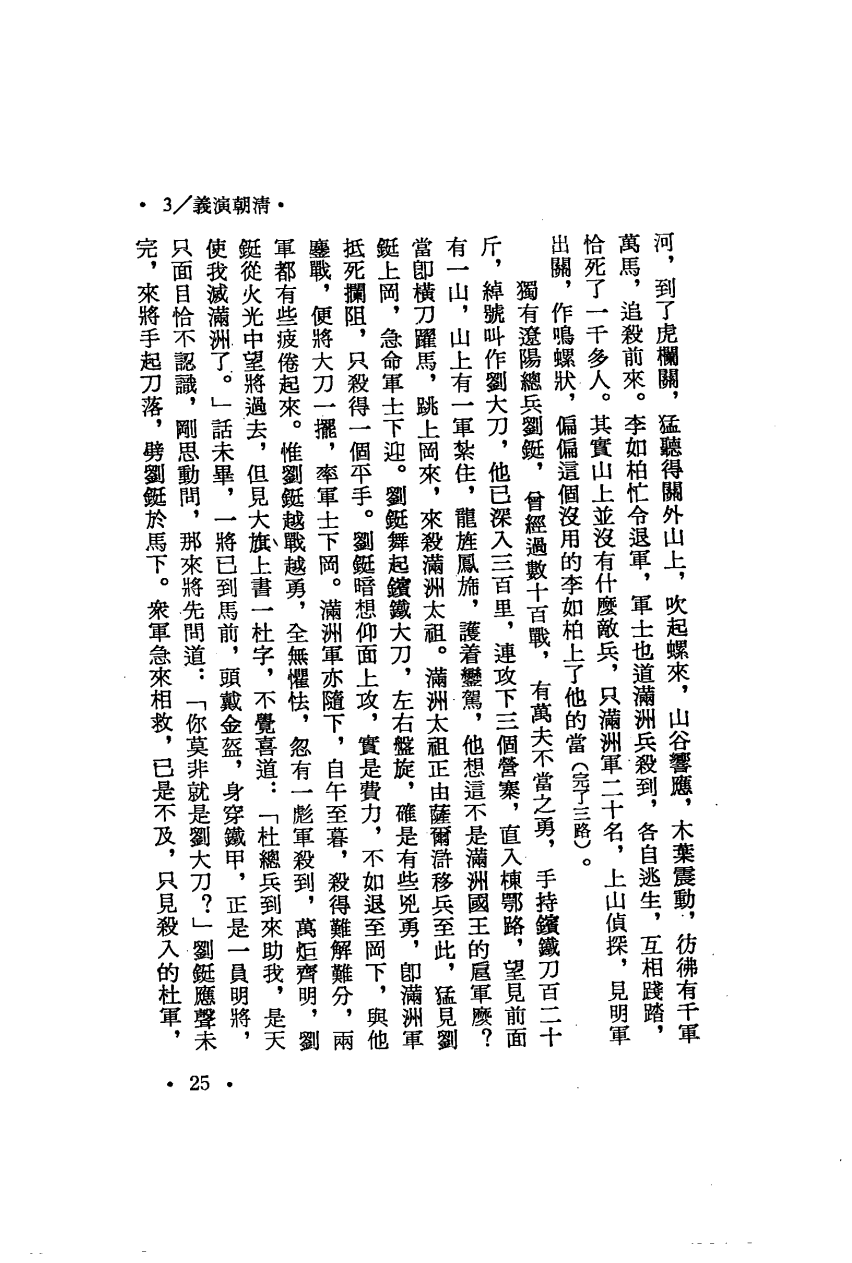 •3/義演朝清•
河，到了虎欄關，猛聽得關外山上，吹起螺來，山谷響應，木葉震動，彷彿有千軍
萬馬，追殺前來。李如柏忙令退軍，軍士也道滿洲兵殺到，各自逃生，互相踐踏，
恰死了一千多人。其實山上並沒有什麼敵兵，只滿洲軍二十名，上山偵探，見明軍
出關，作鳴螺狀，偏偏這個沒用的李如柏上了他的當（完了三路）。
獨有遼陽總兵劉鋌，曾經過數十百戰，有萬夫不當之勇，手持鑌鐵刀百二十
斤，綽號叫作劉大刀，他已深入三百里，連攻下三個營寨，直入棟鄂路，望見前面
有一山，山上有一軍紮住，龍旌鳳斾，護着鑾駕，他想這不是滿洲國王的扈軍麼？
當卽橫刀躍馬，跳上岡來，來殺滿洲太祖。滿洲太祖正由薩爾滸移兵至此，猛見劉
鋌上岡，急命軍士下迎。劉鋌舞起鑌鐵大刀，左右盤旋，確是有些兇勇，卽滿洲軍
抵死攔阻，只殺得一個平手。劉鋌暗想仰面上攻，實是費力，不如退至岡下，與他
鏖戰，便將大刀一擺，率軍士下岡。滿洲軍亦隨下，自午至暮，殺得難解難分，兩
軍都有些疲倦起來。惟劉鋌越戰越勇，全無懼怯，忽有一彪軍殺到，萬炬齊明，劉
鋌從火光中望將過去，但見大旗上書一杜字，不覺喜道：「杜總兵到來助我，是天
使我滅滿洲了。」話未畢，一將已到馬前，頭戴金盔，身穿鐵甲，正是一員明將，
只面目恰不認識，剛思動問，那來將先問道：「你莫非就是劉大刀？」劉鋌應聲未
完，來將手起刀落，劈劉鋌於馬下。衆軍急來相救，已是不及，只見殺入的杜軍，
•25•